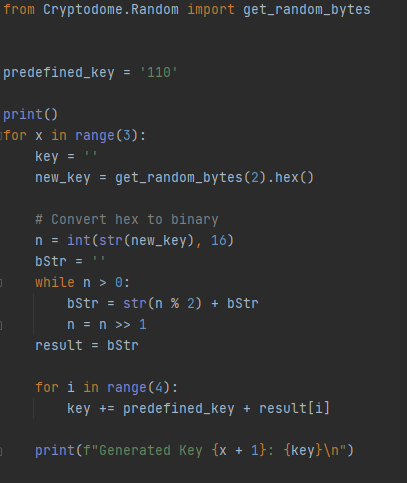 from Cryptodome.Random import get_random_bytes
predefined_key = '110'
print()
for x in range(3):
    key = ''
    new_key = get_random_bytes(2).hex()
    # Convert hex to binary
    n = int(str(new_key), 16)
    bStr = ''
    while n > 0:
        bStr = str(n % 2) + bStr
        n = n >> 1
    result = bStr
    for i in range(4):
        key += predefined_key + result[i]
    print(f"Generated Key {x + 1}: {key}\n")